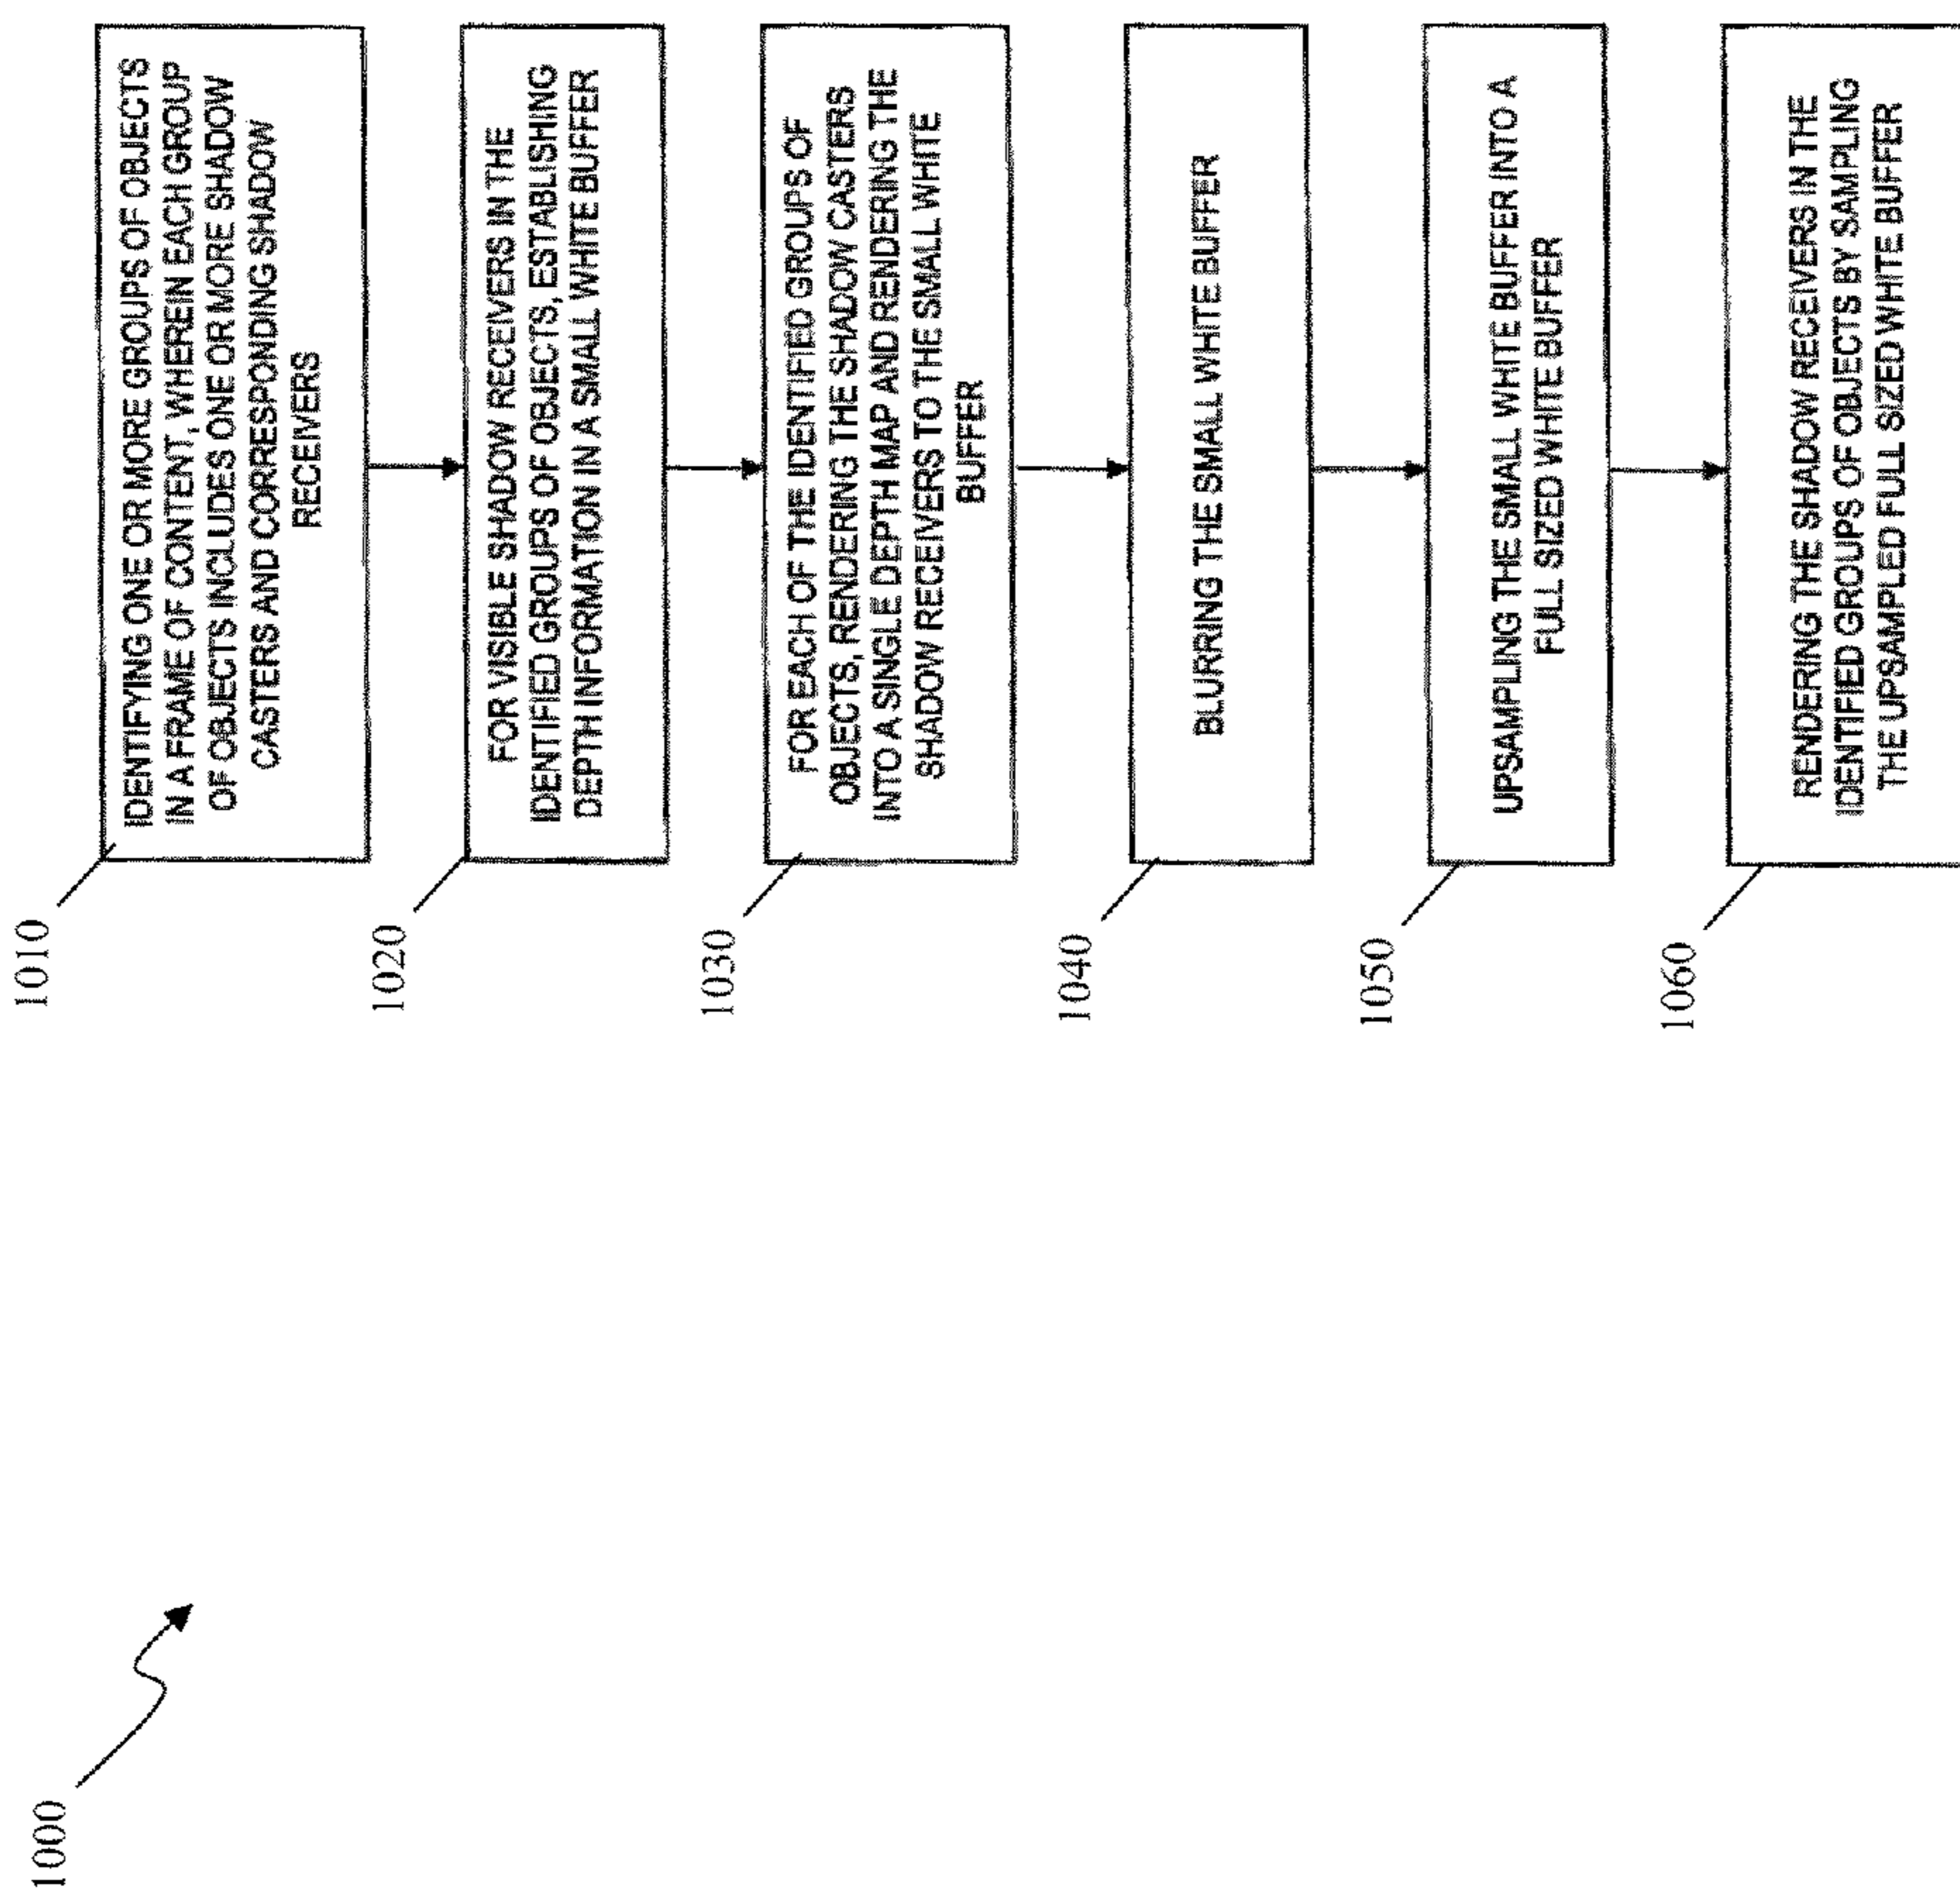 1000
1010
IDENTIFYING ONE OR MORE GROUPS OF OBJECTS
IN A FRAME OF CONTENT, WHEREIN EACH GROUP
OF OBJECTS INCLUDES ONE OR MORE SHADOW
CASTERS AND CORRESPONDING SHADOW
RECEIVERS
1020
FOR VISIBLE SHADOW RECEIVERS IN THE
IDENTIFIED GROUPS OF OBJECTS, ESTABLISHING
DEPTH INFORMATION IN A SMALL WHITE BUFFER
1030
FOR EACH OF THE IDENTIFIED GROUPS OF
OBJECTS, RENDERING THE SHADOW CASTERS
INTO A SINGLE DEPTH MAP AND RENDERING THE
SHADOW RECEIVERS TO THE SMALL WHITE
BUFFER
1040
BLURRING THE SMALL WHITE BUFFER
1050
UPSAMPLING THE SMALL WHITE BUFFER INTO A
FULL SIZED WHITE BUFFER
1060
RENDERING THE SHADOW RECEIVERS IN THE
IDENTIFIED GROUPS OF OBJECTS BY SAMPLING
THE UPSAMPLED FULL SIZED WHITE BUFFER